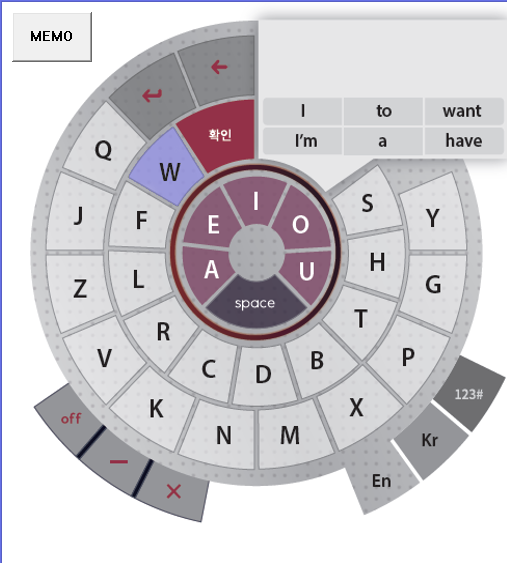 MEMO
I to want
I'm a have
확인
Q W
J F E I O S Y
Z L A U H G
space
V R C D B T P
K N M X
off
123#
Kr
En